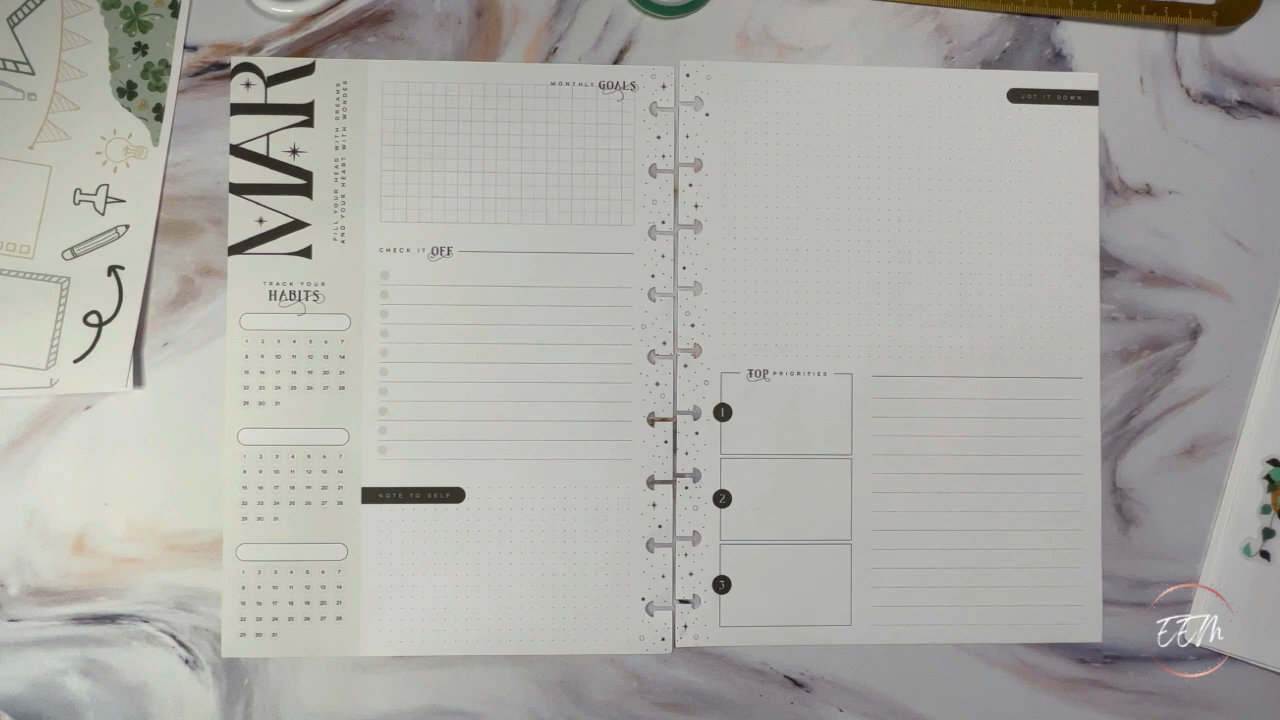 MAR
FILL YOUR HEAD WITH DREAMS
AND YOUR HEART WITH WONDER
TRACK YOUR
HABITS
1 2 3 4 5 6 7
8 9 10 11 12 13 14
15 16 17 18 19 20 21
22 23 24 25 26 27 28
29 30 31
1 2 3 4 5 6 7
8 9 10 11 12 13 14
15 16 17 18 19 20 21
22 23 24 25 26 27 28
29 30 31
1 2 3 4 5 6 7
8 9 10 11 12 13 14
15 16 17 18 19 20 21
22 23 24 25 26 27 28
29 30 31
MONTHLY GOALS
CHECK IT OFF
NOTE TO SELF
JOT IT DOWN
TOP PRIORITIES
1
2
3
EEM